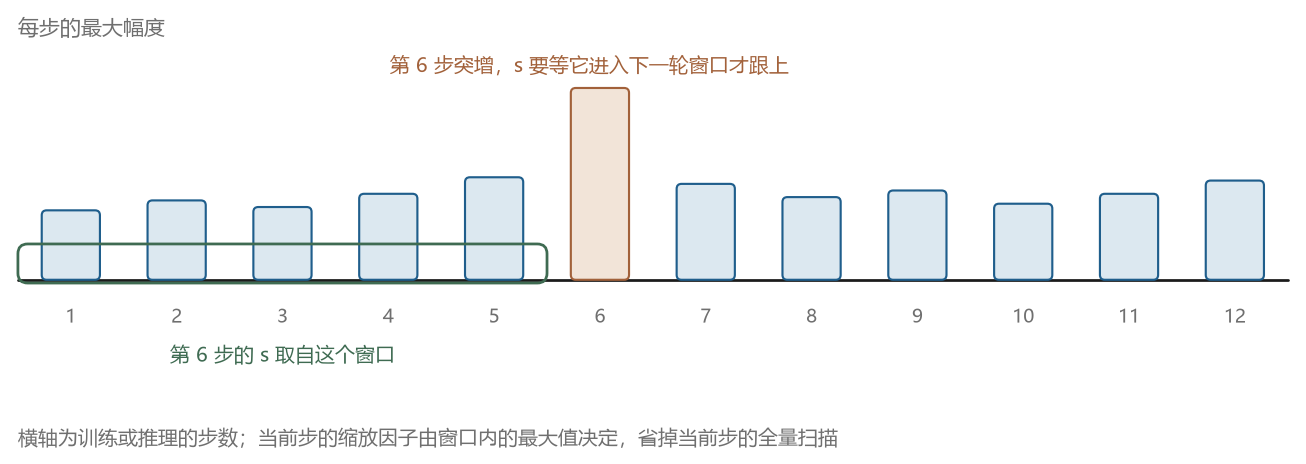 每步的最大幅度
第 6 步突增，s 要等它进入下一轮窗口才跟上
1 2 3 4 5 6 7 8 9 10 11 12
第 6 步的 s 取自这个窗口
横轴为训练或推理的步数；当前步的缩放因子由窗口内的最大值决定，省掉当前步的全量扫描